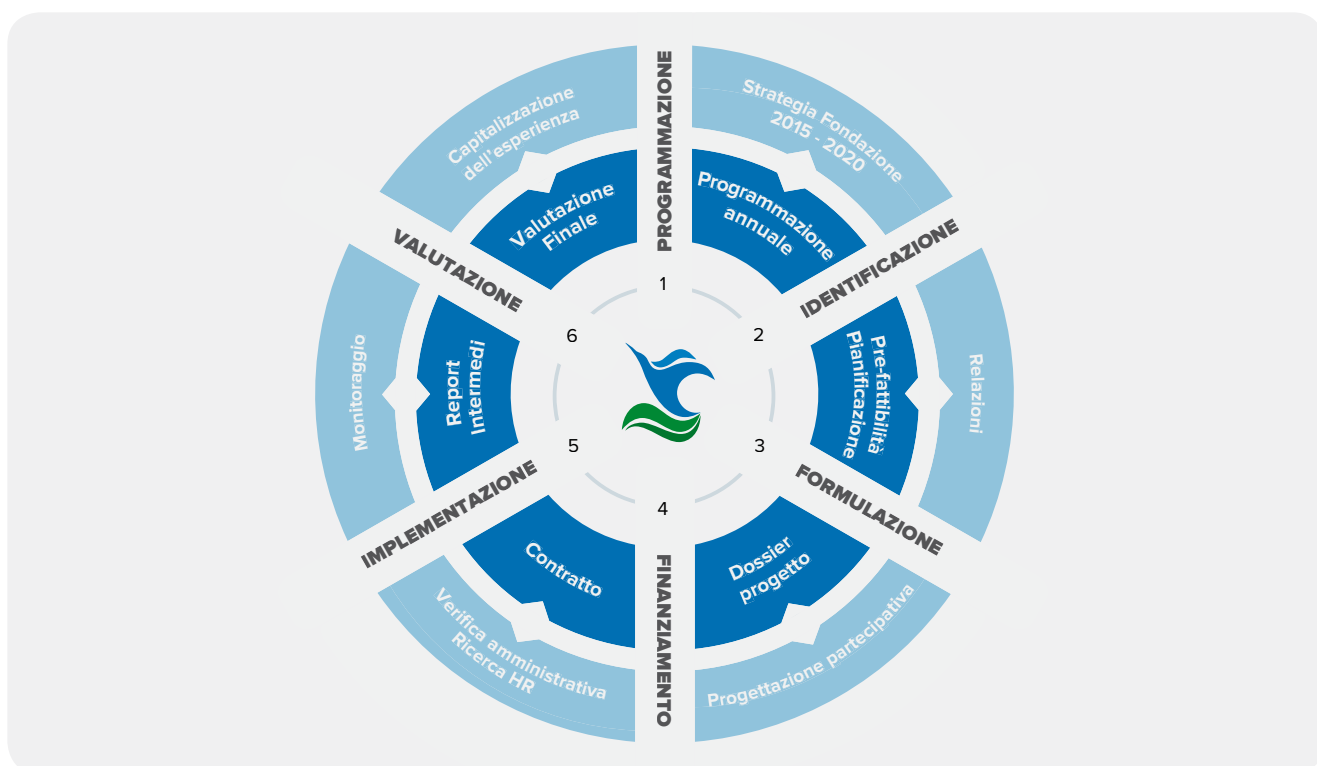 PROGRAMMAZIONE
1
Strategia Fondazione
2015 - 2020
Programmazione
annuale
IDENTIFICAZIONE
2
Relazioni
Pre-fattibilità
Pianificazione
FORMULAZIONE
3
Progettazione partecipativa
Dossier
progetto
FINANZIAMENTO
4
Verifica amministrativa
Ricerca HR
Contratto
IMPLEMENTAZIONE
5
Monitoraggio
Report
Intermedi
VALUTAZIONE
6
Capitalizzazione
dell'esperienza
Valutazione
Finale